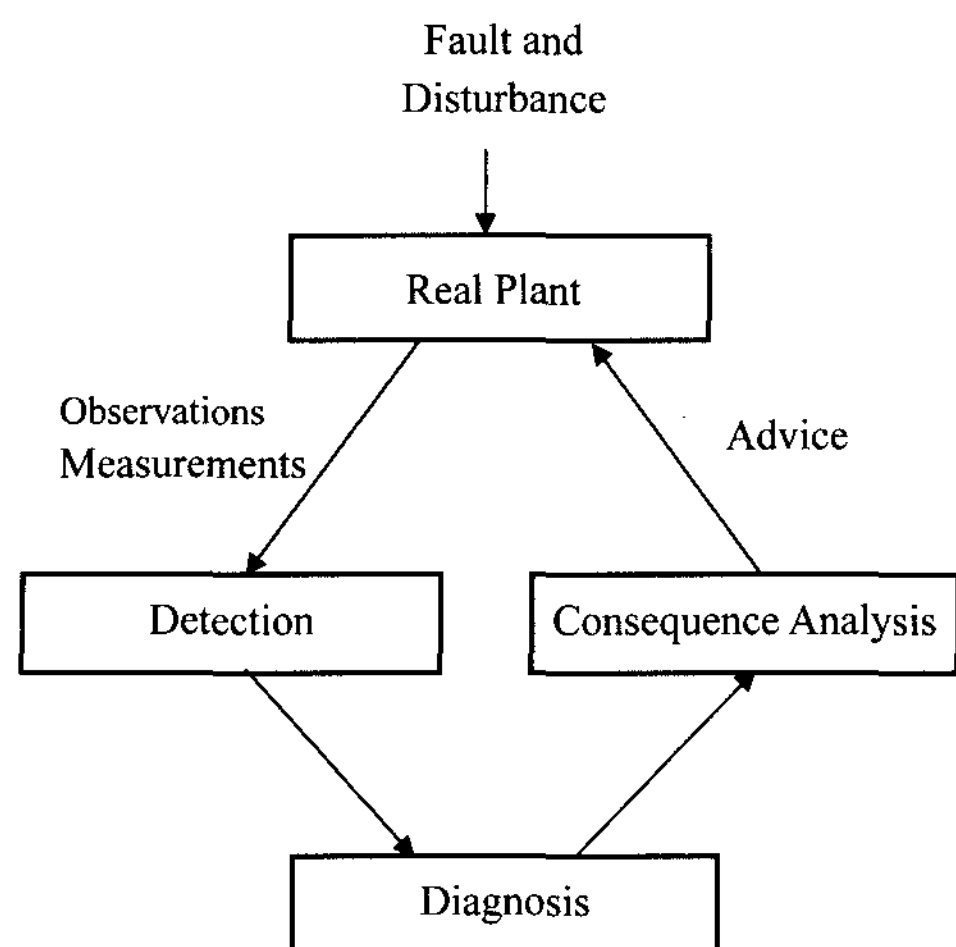 Fault and
Disturbance
Real Plant
Observations
Measurements
Advice
Detection
Consequence Analysis
Diagnosis